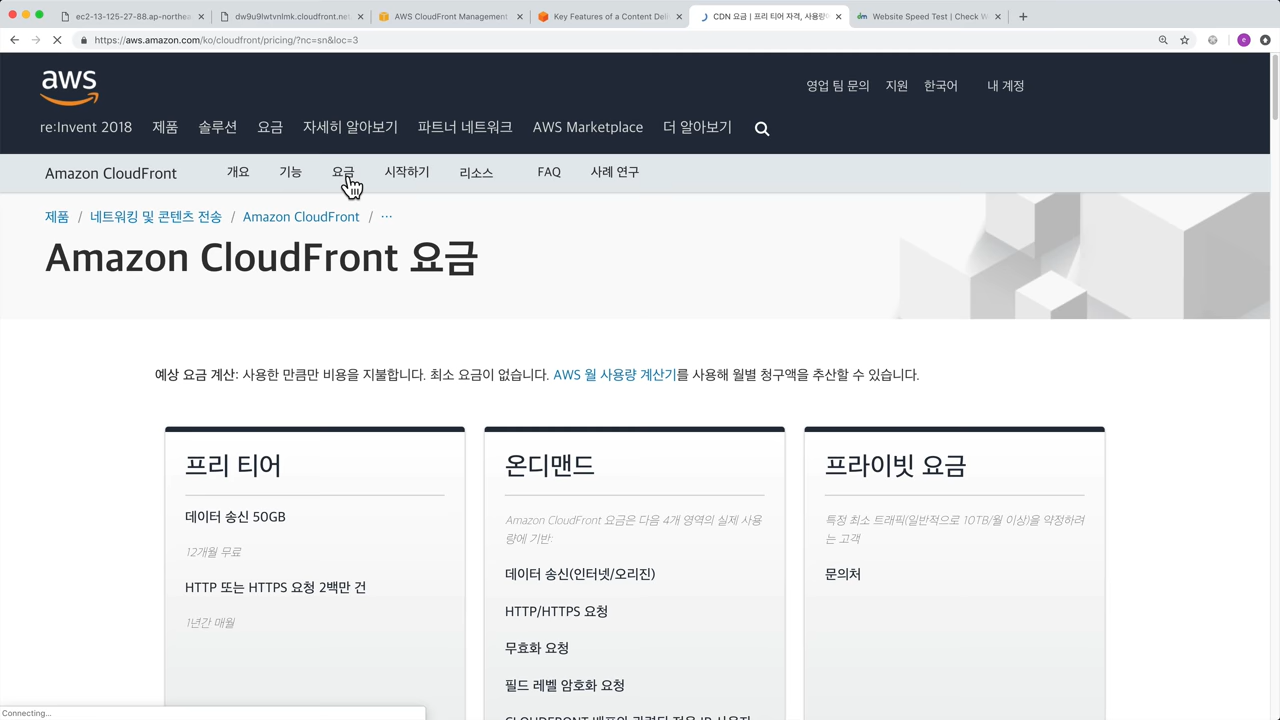 ec2-13-125-27-88.ap-northea
dw9u9lwtvnlmk.cloudfront.net
AWS CloudFront Management
Key Features of a Content Deli
CDN 요금 | 프리 티어 자격, 사용량
Website Speed Test | Check W
https://aws.amazon.com/ko/cloudfront/pricing/?nc=sn&loc=3
aws
영업 팀 문의 지원 한국어 내 계정
re:Invent 2018 제품 솔루션 요금 자세히 알아보기 파트너 네트워크 AWS Marketplace 더 알아보기
Amazon CloudFront 개요 기능 요금 시작하기 리소스 FAQ 사례 연구
제품 / 네트워킹 및 콘텐츠 전송 / Amazon CloudFront / ...
Amazon CloudFront 요금
예상 요금 계산: 사용한 만큼만 비용을 지불합니다. 최소 요금이 없습니다. AWS 월 사용량 계산기를 사용해 월별 청구액을 추산할 수 있습니다.
프리 티어
데이터 송신 50GB
12개월 무료
HTTP 또는 HTTPS 요청 2백만 건
1년간 매월
온디맨드
Amazon CloudFront 요금은 다음 4개 영역의 실제 사용
량에 기반:
데이터 송신(인터넷/오리진)
HTTP/HTTPS 요청
무효화 요청
필드 레벨 암호화 요청
CLOUDFRONT 배포와 관련된 전용 IP 사용자
프라이빗 요금
특정 최소 트래픽(일반적으로 10TB/월 이상)을 약정하려
는 고객
문의처
Connecting...